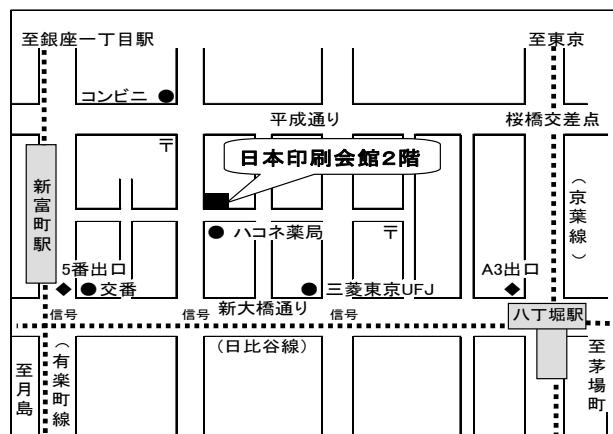 至銀座一丁目駅
至東京
コンビニ
平成通り
桜橋交差点
〒
日本印刷会館2階
新富町駅
(京葉線)
ハコネ薬局
〒
5番出口
交番
三菱東京UFJ
A3出口
信号
信号
新大橋通り
信号
八丁堀駅
(日比谷線)
至月島
(有楽町線)
至茅場町